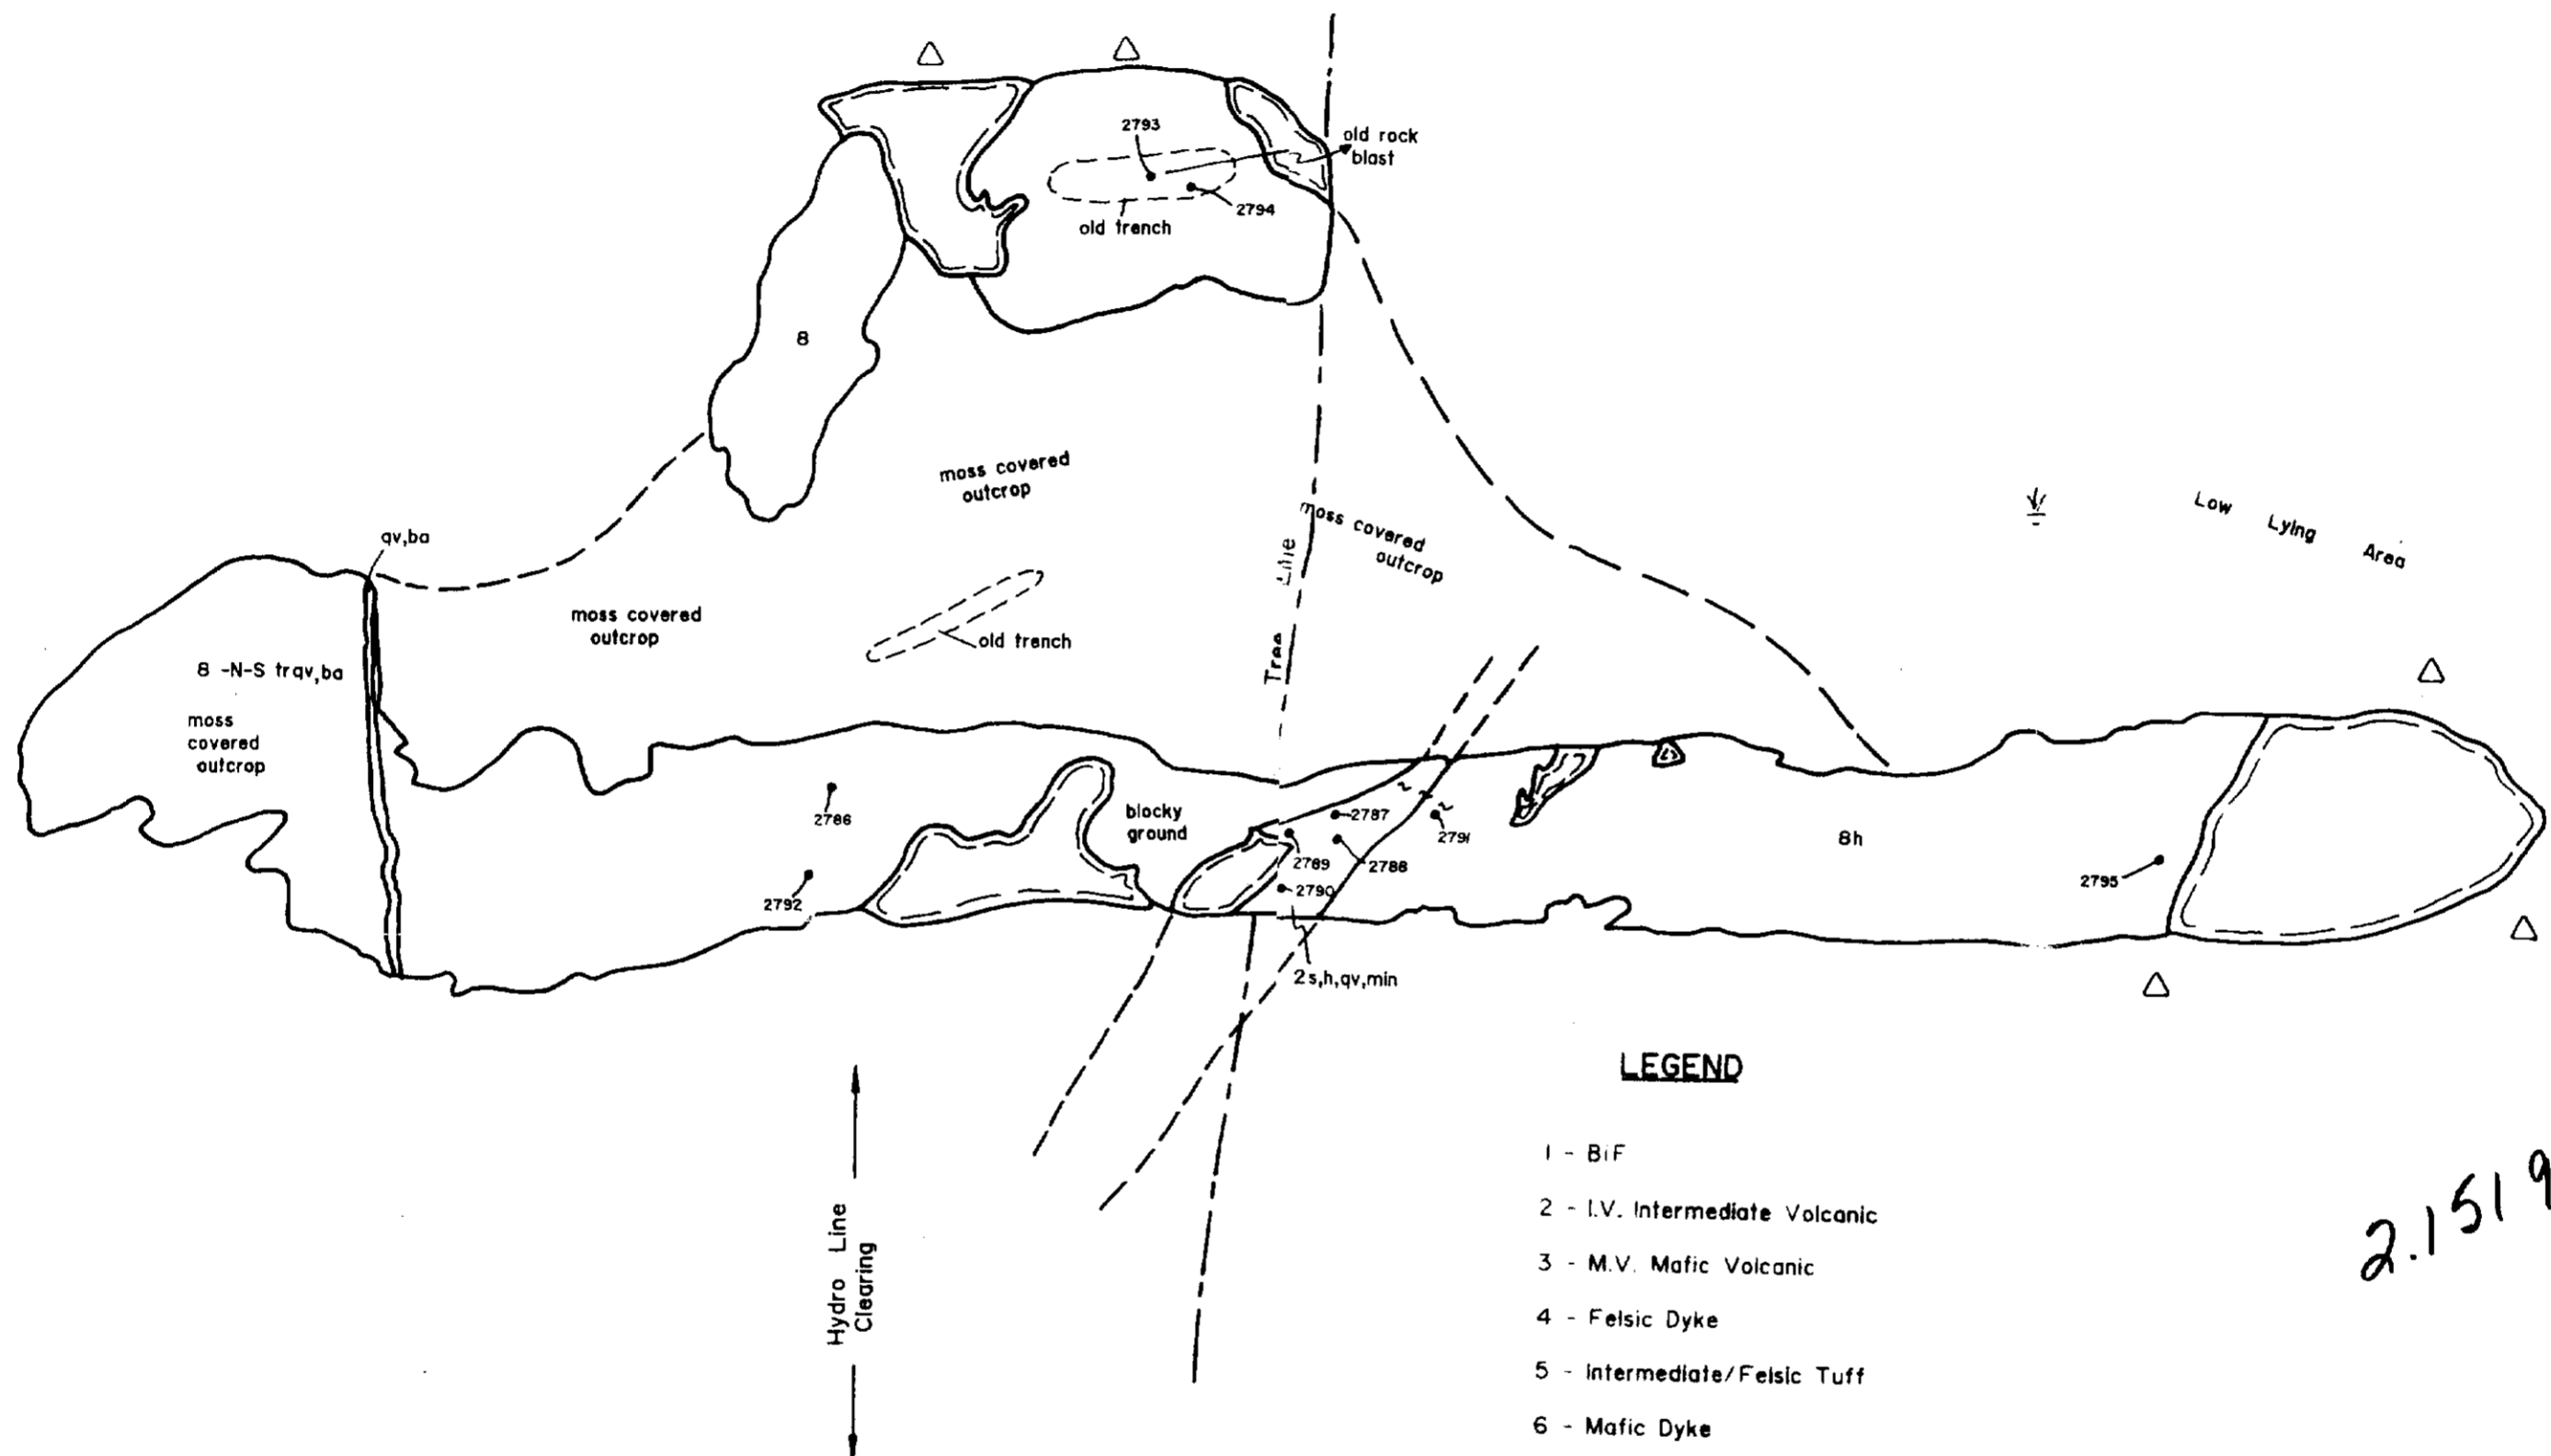 2793
old rock
blast
2794
old trench
8
moss covered
outcrop
moss covered
outcrop
Low Lying Area
qv,ba
moss covered
outcrop
old trench
Tree Line
8 -N-S trqv,ba
moss
covered
outcrop
2786
blocky
ground
2787
2791
2789
2788
8h
2790
2792
2795
2s,h,qv,min
Hydro Line
Clearing
LEGEND
1 - BiF
2 - I.V. Intermediate Volcanic
3 - M.V. Mafic Volcanic
4 - Felsic Dyke
5 - Intermediate/Felsic Tuff
6 - Mafic Dyke
2.1519